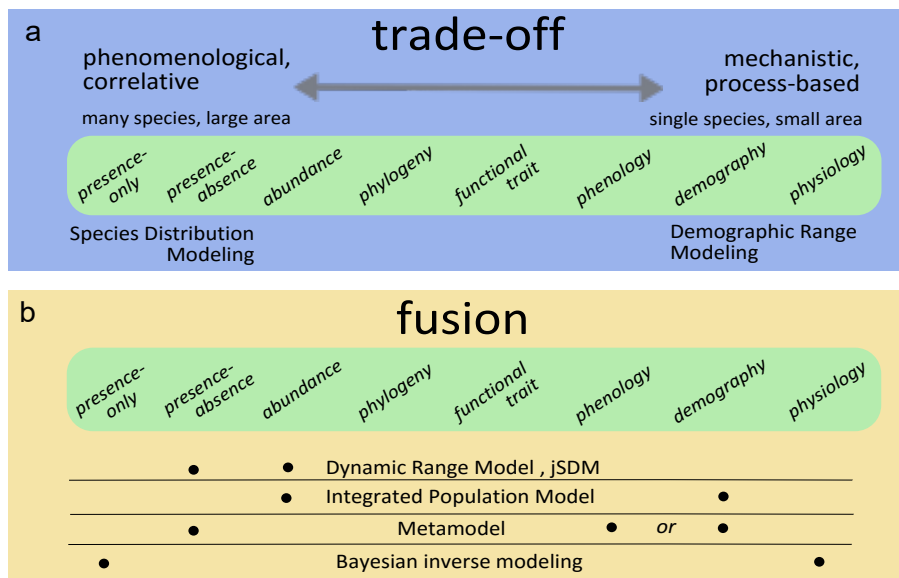 a
trade-off
phenomenological,
correlative
mechanistic,
process-based
many species, large area
single species, small area
presence-
only
presence-
absence
abundance
phylogeny
functional
trait
phenology
demography
physiology
Species Distribution
Modeling
Demographic Range
Modeling
b
fusion
presence-
only
presence-
absence
abundance
phylogeny
functional
trait
phenology
demography
physiology
Dynamic Range Model , jSDM
Integrated Population Model
Metamodel
or
Bayesian inverse modeling